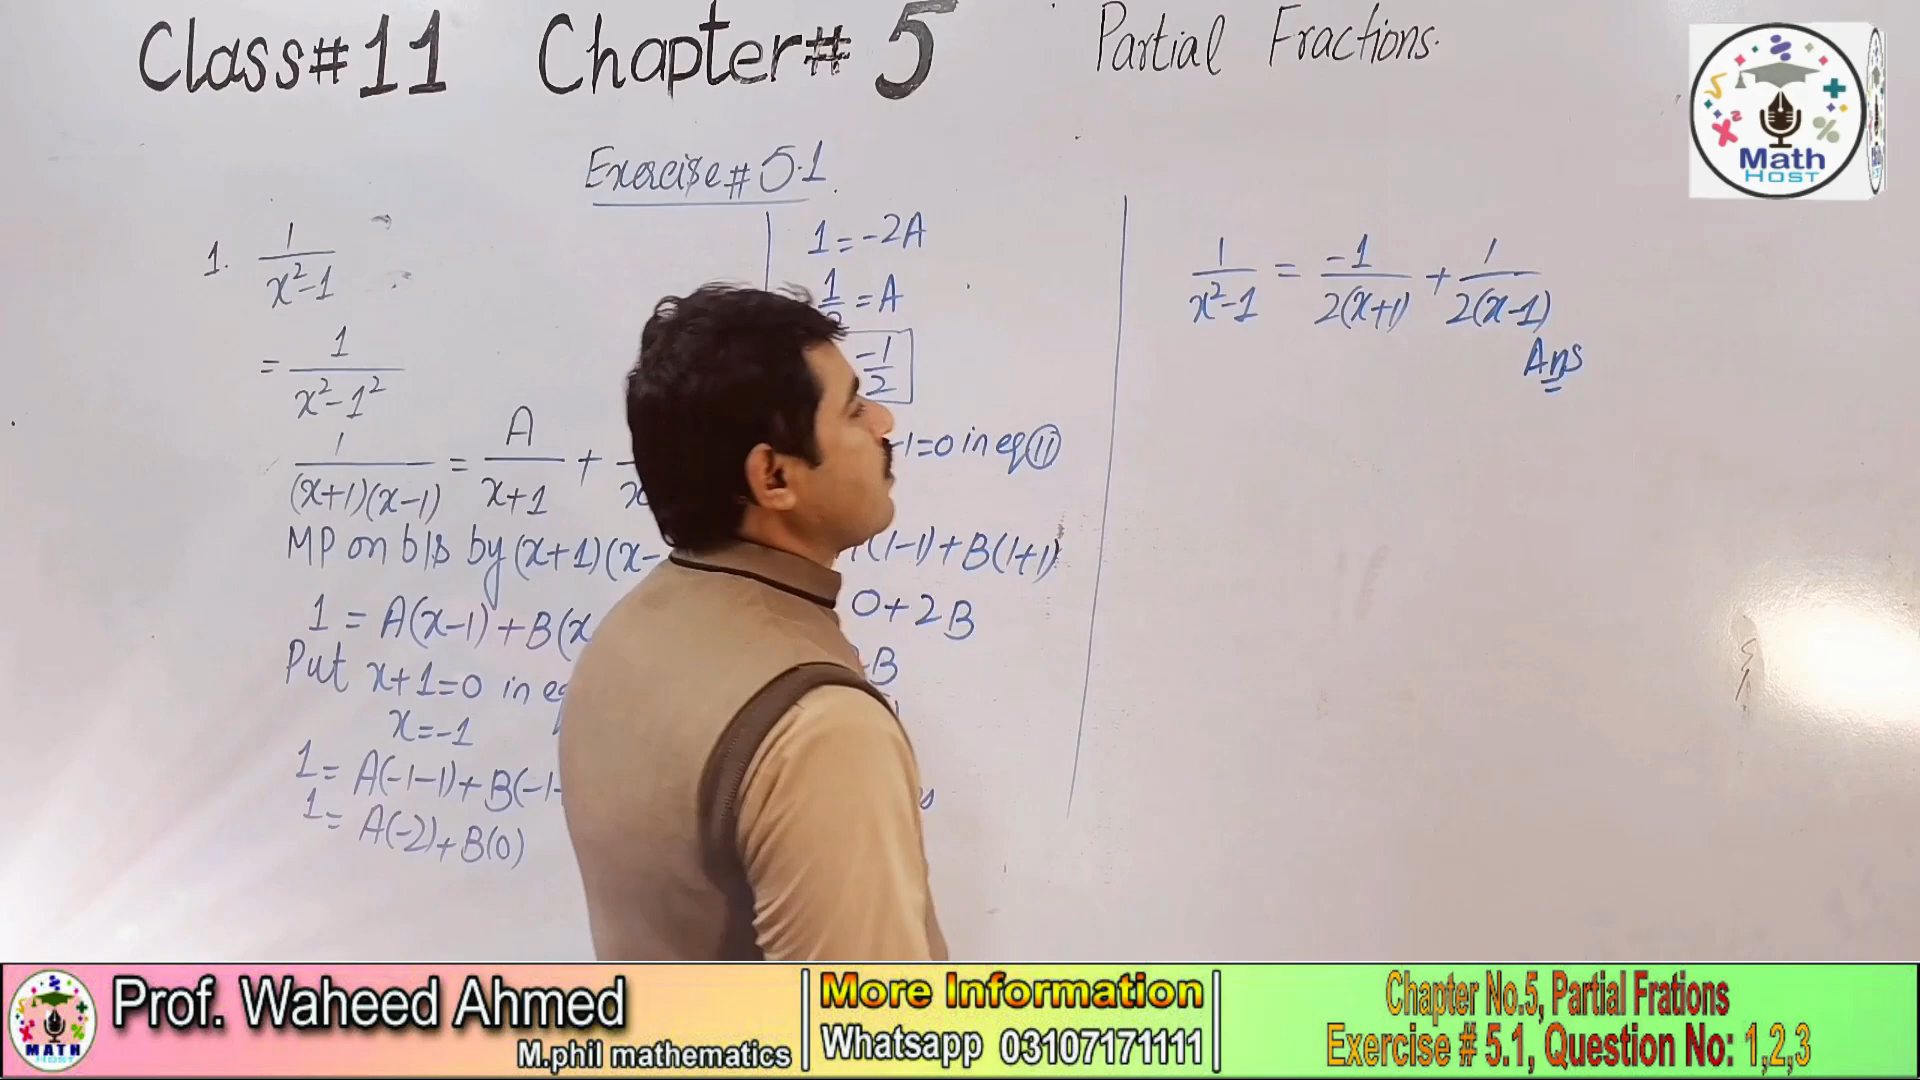 Class#11 Chapter#5 Partial Fractions.
Exercise#5.1
1. 1/(x²-1)
= 1/(x²-1²)
1/((x+1)(x-1)) = A/(x+1) +
MP on b/s by (x+1)(x-
1 = A(x-1)+B(x
Put x+1=0 in eq
x=-1
1= A(-1-1)+B(-1-
1= A(-2)+B(0)
1=-2A
= A
-1/2
-1=0 in eq(II)
(1-1)+B(1+1)
0+2B
B
1/(x²-1) = -1/(2(x+1)) + 1/(2(x-1))
Ans
Math
HOST
MATH
HOST
Prof. Waheed Ahmed
M.phil mathematics
More Information
Whatsapp 03107171111
Chapter No.5, Partial Frations
Exercise # 5.1, Question No: 1,2,3